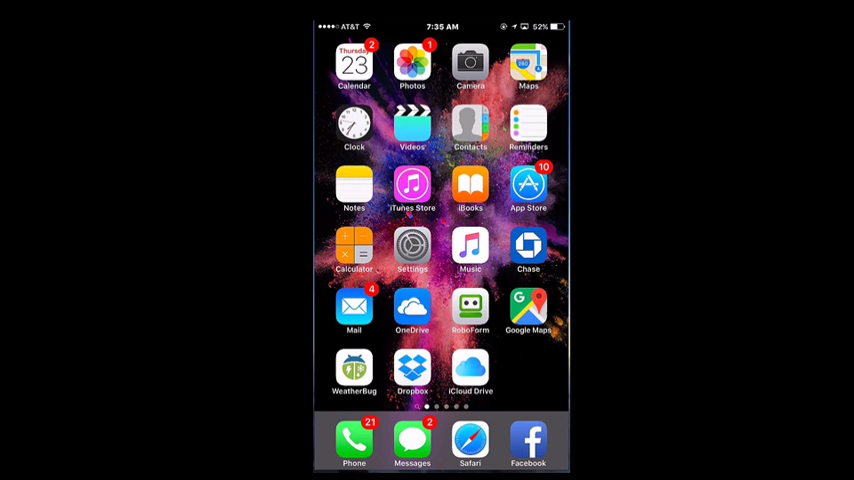 AT&T 7:35 AM 52%
2 1
Thursday
23 280
Calendar Photos Camera Maps
Clock Videos Contacts Reminders
10
Notes iTunes Store iBooks App Store
Calculator Settings Music Chase
4 G
Mail OneDrive RoboForm Google Maps
WeatherBug Dropbox iCloud Drive
21 2
Phone Messages Safari Facebook